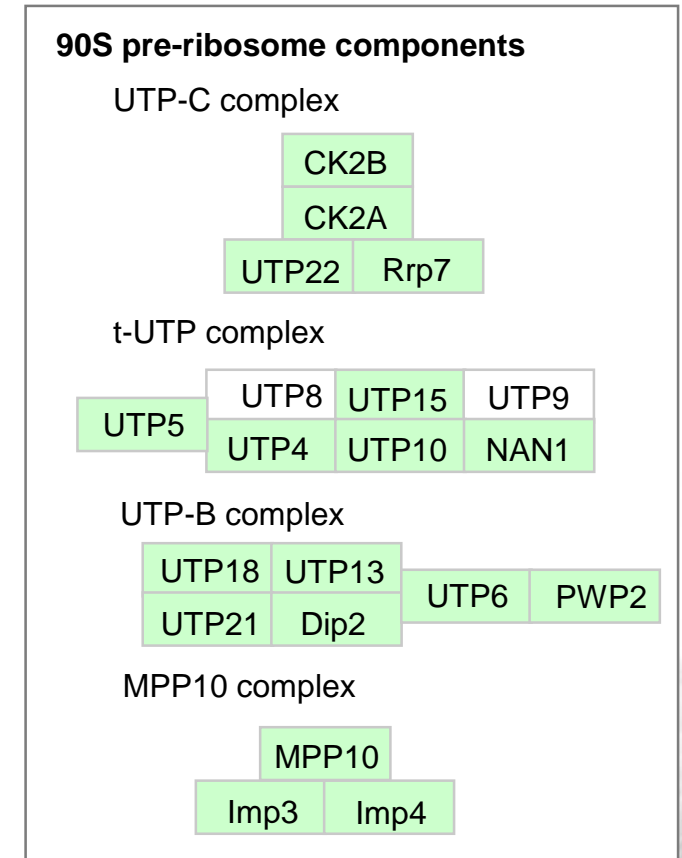 90S pre-ribosome components
UTP-C complex
CK2B
CK2A
UTP22 Rrp7
t-UTP complex
UTP8 UTP15 UTP9
UTP5
UTP4 UTP10 NAN1
UTP-B complex
UTP18 UTP13
UTP6 PWP2
UTP21 Dip2
MPP10 complex
MPP10
Imp3 Imp4